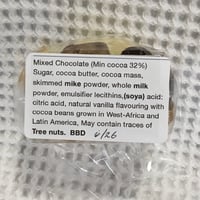 Mixed Chocolate (Min cocoa 32%)
Sugar, cocoa butter, cocoa mass,
skimmed mike powder, whole milk
powder, emulsifier lecithins,(soya) acid:
citric acid, natural vanilla flavouring with
cocoa beans grown in West-Africa and
Latin America, May contain traces of
Tree nuts. BBD 6/26